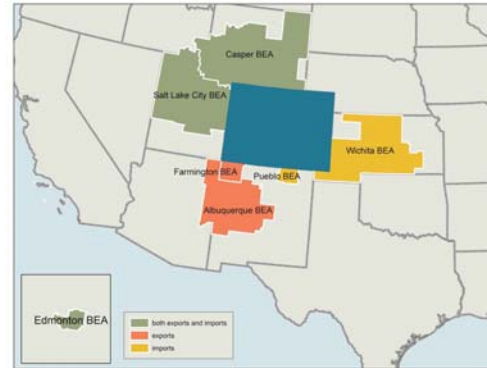 Casper BEA
Salt Lake City BEA
Wichita BEA
Farmington BEA
Pueblo BEA
Albuquerque BEA
Edmonton BEA
both exports and imports
exports
imports